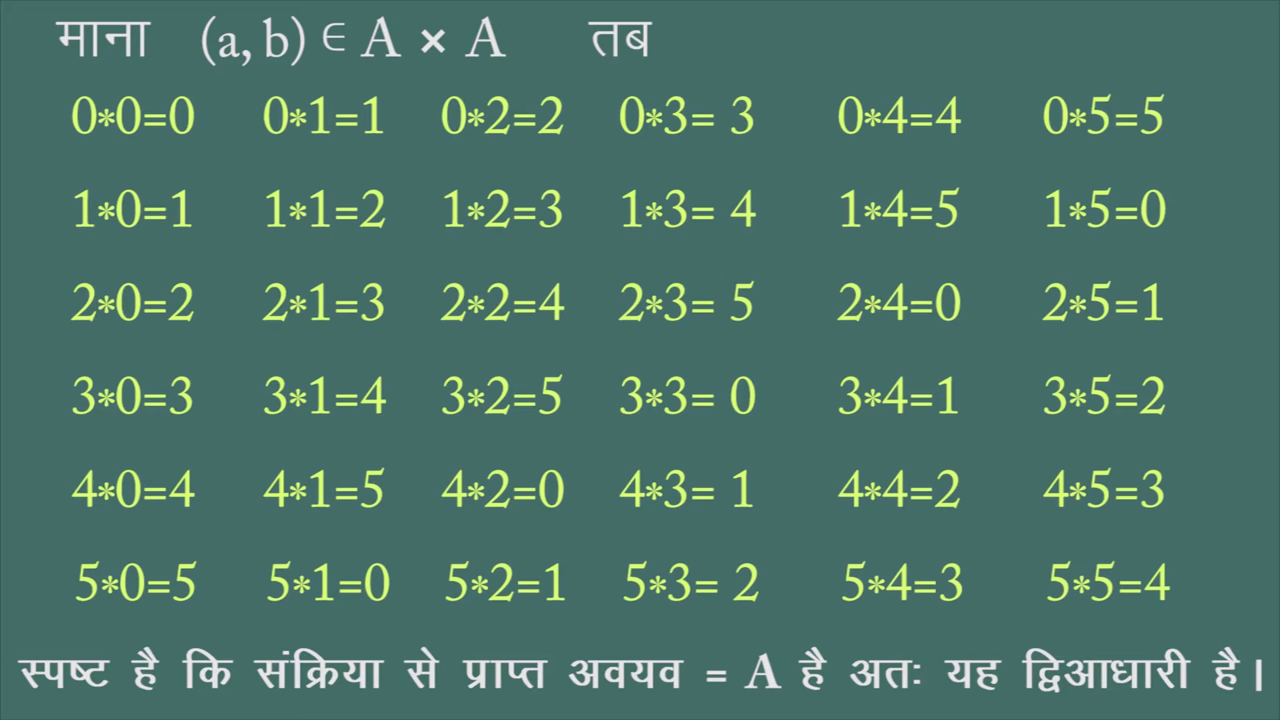 माना (a, b) ∈ A × A तब
0*0=0 0*1=1 0*2=2 0*3= 3 0*4=4 0*5=5
1*0=1 1*1=2 1*2=3 1*3= 4 1*4=5 1*5=0
2*0=2 2*1=3 2*2=4 2*3= 5 2*4=0 2*5=1
3*0=3 3*1=4 3*2=5 3*3= 0 3*4=1 3*5=2
4*0=4 4*1=5 4*2=0 4*3= 1 4*4=2 4*5=3
5*0=5 5*1=0 5*2=1 5*3= 2 5*4=3 5*5=4
स्पष्ट है कि संक्रिया से प्राप्त अवयव = A है अतः यह द्विआधारी है।